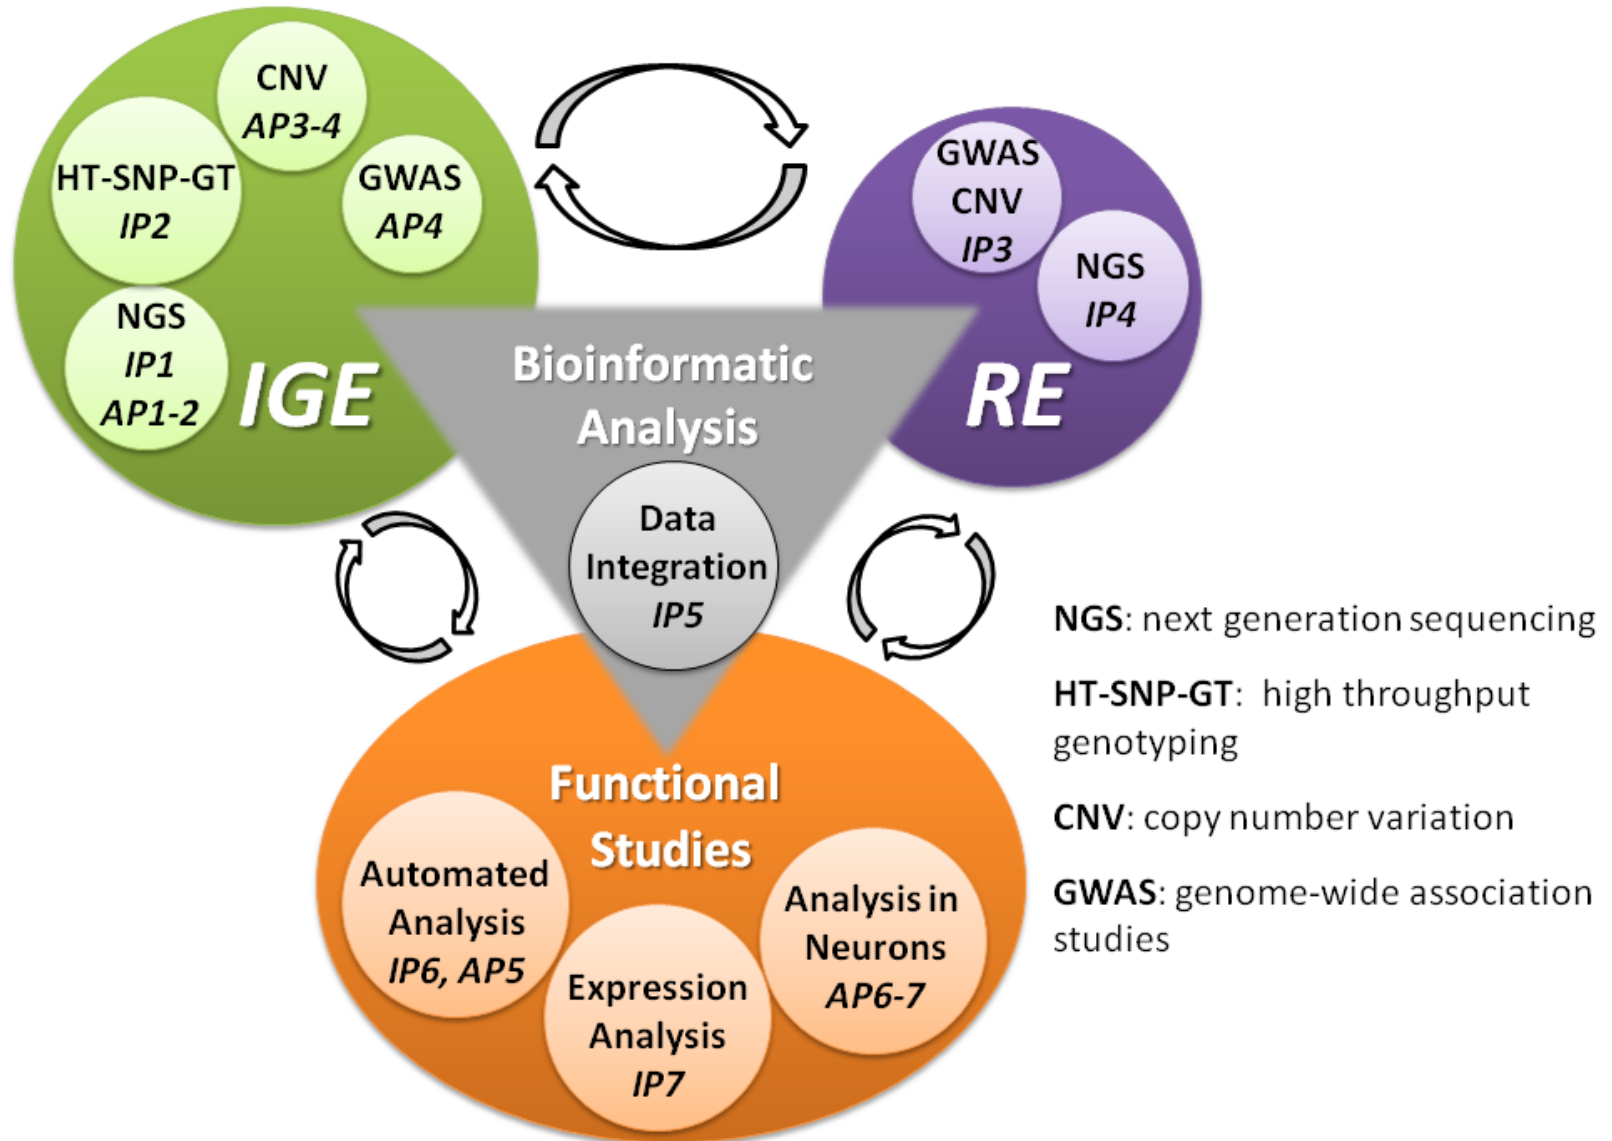 CNV
AP3-4
HT-SNP-GT
IP2
GWAS
AP4
NGS
IP1
AP1-2
IGE
GWAS
CNV
IP3
NGS
IP4
RE
Bioinformatic
Analysis
Data
Integration
IP5
Functional
Studies
Automated
Analysis
IP6, AP5
Expression
Analysis
IP7
Analysis in
Neurons
AP6-7
NGS: next generation sequencing
HT-SNP-GT: high throughput
genotyping
CNV: copy number variation
GWAS: genome-wide association
studies